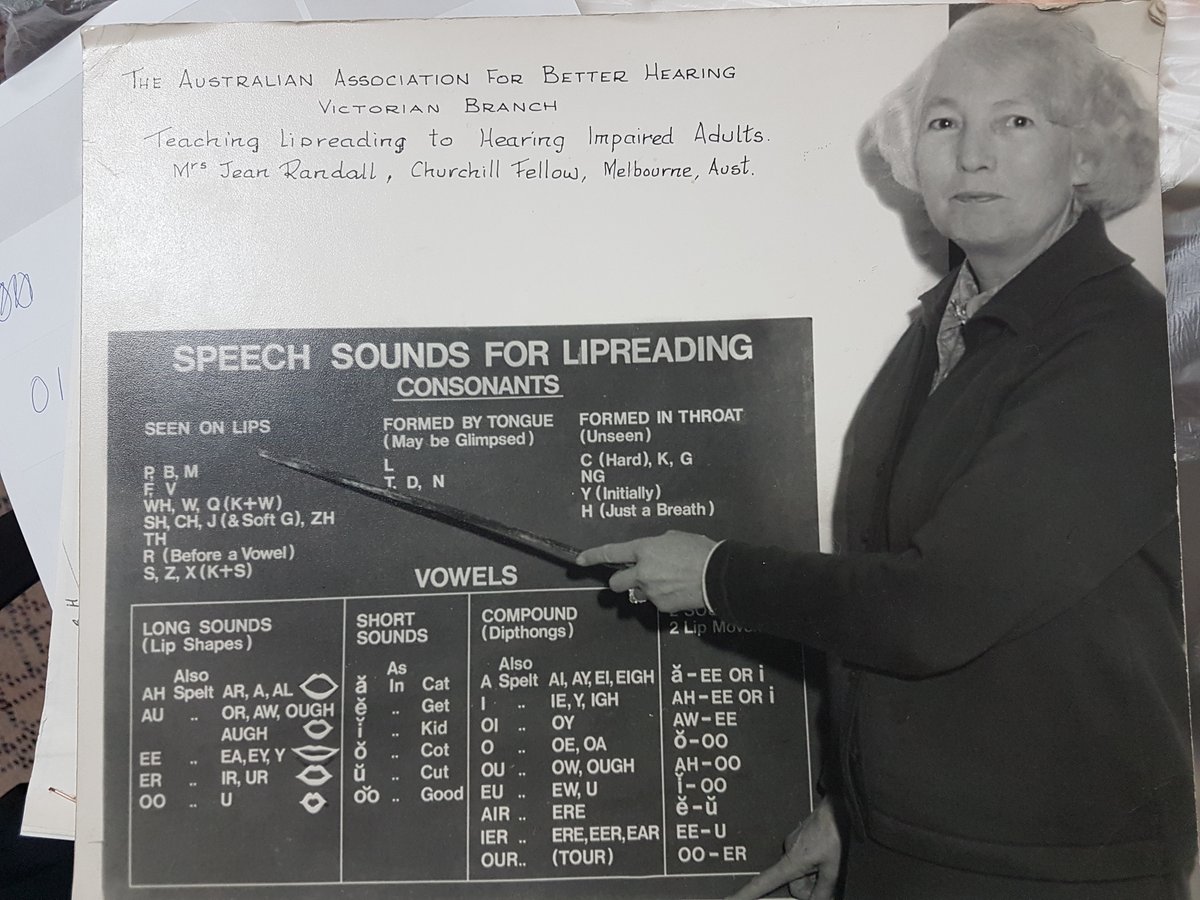 THE AUSTRALIAN ASSOCIATION FOR BETTER HEARING
VICTORIAN BRANCH
Teaching Lipreading to Hearing Impaired Adults.
Mrs Jean Randall, Churchill Fellow, Melbourne, Aust.
SPEECH SOUNDS FOR LIPREADING
CONSONANTS
SEEN ON LIPS
P, B, M
F, V
WH, W, Q (K+W)
SH, CH, J (& Soft G), ZH
TH
R (Before a Vowel)
S, Z, X (K+S)
FORMED BY TONGUE
(May be Glimpsed)
L
T, D, N
FORMED IN THROAT
(Unseen)
C (Hard), K, G
NG
Y (Initially)
H (Just a Breath)
VOWELS
LONG SOUNDS
(Lip Shapes)
Also
AH Spelt AR, A, AL
AU .. OR, AW, OUGH
AUGH
EE .. EA, EY, Y
ER .. IR, UR
OO .. U
SHORT
SOUNDS
As
ă In Cat
ĕ .. Get
ĭ .. Kid
ŏ .. Cot
ŭ .. Cut
ŏŏ .. Good
COMPOUND
(Dipthongs)
Also
A Spelt AI, AY, EI, EIGH
I .. IE, Y, IGH
OI .. OY
O .. OE, OA
OU .. OW, OUGH
EU .. EW, U
AIR .. ERE
IER .. ERE, EER, EAR
OUR .. (TOUR)
2 Lip
ă - EE OR i
AH - EE OR i
AW - EE
ŏ - OO
AH - OO
ĭ - OO
ĕ - ŭ
EE - U
OO - ER